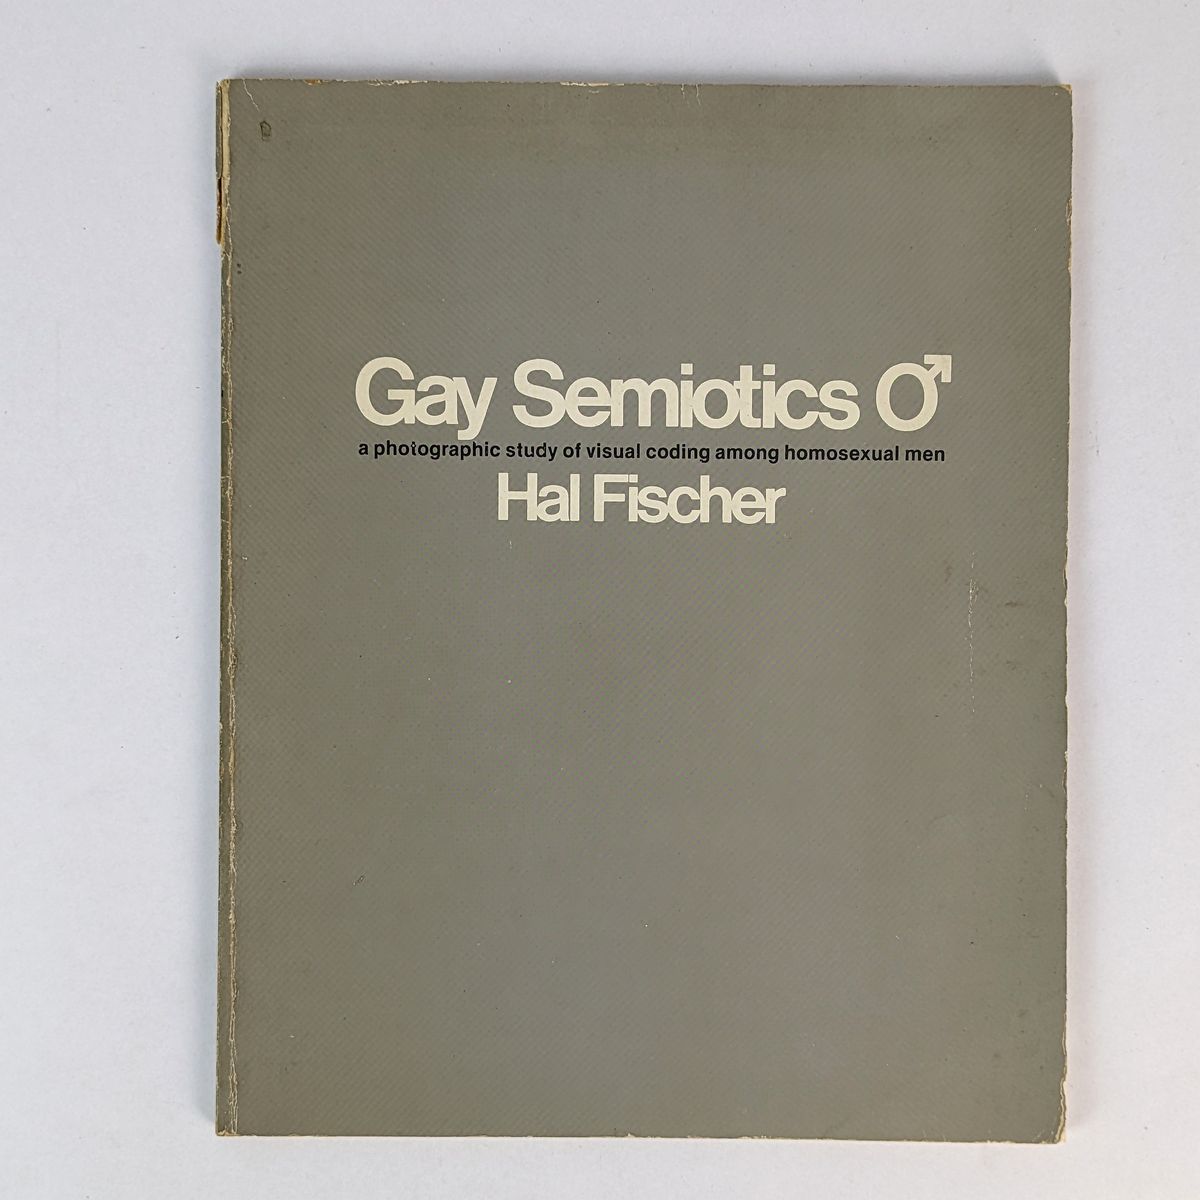 Gay Semiotics ♂
a photographic study of visual coding among homosexual men
Hal Fischer